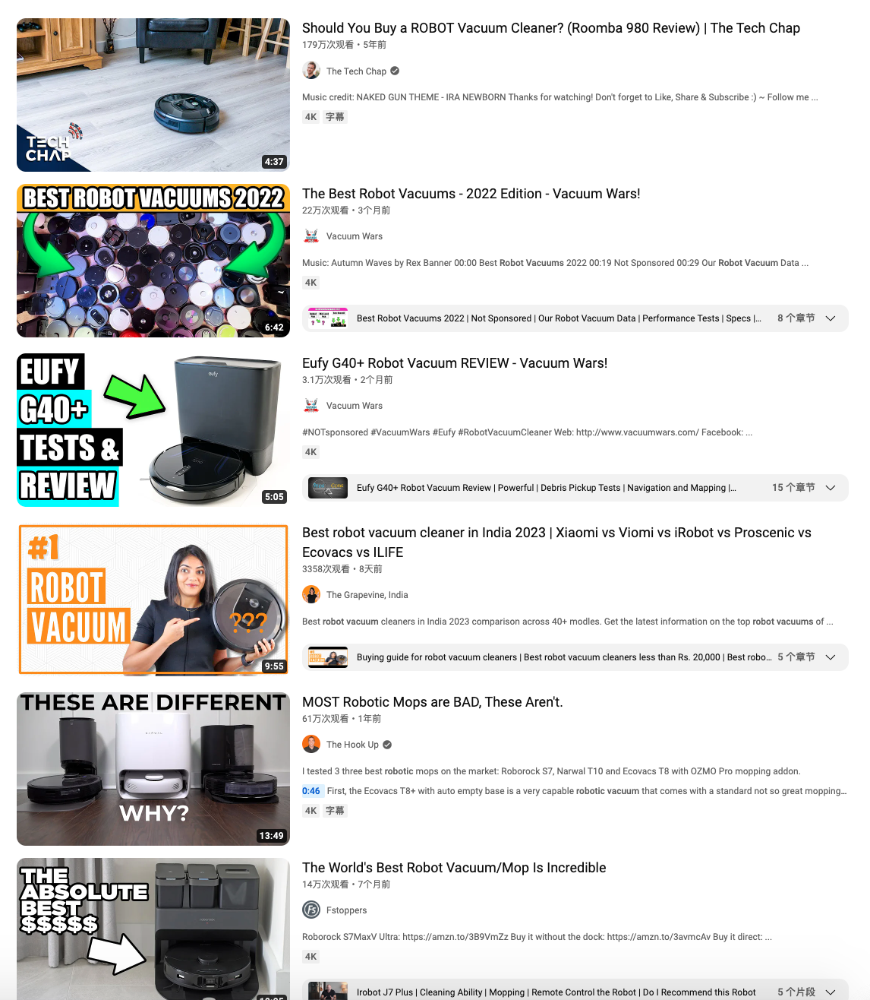 Should You Buy a ROBOT Vacuum Cleaner? (Roomba 980 Review) | The Tech Chap
179万次观看 • 5年前
The Tech Chap
Music credit: NAKED GUN THEME - IRA NEWBORN Thanks for watching! Don't forget to Like, Share & Subscribe :) ~ Follow me ...
4K 字幕
TECH
CHAP
4:37
BEST ROBOT VACUUMS 2022
6:42
The Best Robot Vacuums - 2022 Edition - Vacuum Wars!
22万次观看 • 3个月前
Vacuum Wars
Music: Autumn Waves by Rex Banner 00:00 Best Robot Vacuums 2022 00:19 Not Sponsored 00:29 Our Robot Vacuum Data ...
4K
Best Robot Vacuums 2022 | Not Sponsored | Our Robot Vacuum Data | Performance Tests | Specs |... 8 个章节
EUFY
G40+
TESTS &
REVIEW
eufy
5:05
Eufy G40+ Robot Vacuum REVIEW - Vacuum Wars!
3.1万次观看 • 2个月前
Vacuum Wars
#NOTsponsored #VacuumWars #Eufy #RobotVacuumCleaner Web: http://www.vacuumwars.com/ Facebook: ...
4K
Eufy G40+ Robot Vacuum Review | Powerful | Debris Pickup Tests | Navigation and Mapping |... 15 个章节
#1
ROBOT
VACUUM
???
9:55
Best robot vacuum cleaner in India 2023 | Xiaomi vs Viomi vs iRobot vs Proscenic vs
Ecovacs vs ILIFE
3358次观看 • 8天前
The Grapevine, India
Best robot vacuum cleaners in India 2023 comparison across 40+ modles. Get the latest information on the top robot vacuums of ...
Buying guide for robot vacuum cleaners | Best robot vacuum cleaners less than Rs. 20,000 | Best robo... 5 个章节
THESE ARE DIFFERENT
WHY?
13:49
MOST Robotic Mops are BAD, These Aren't.
61万次观看 • 1年前
The Hook Up
I tested 3 three best robotic mops on the market: Roborock S7, Narwal T10 and Ecovacs T8 with OZMO Pro mopping addon.
0:46 First, the Ecovacs T8+ with auto empty base is a very capable robotic vacuum that comes with a standard not so great mopping...
4K 字幕
THE
ABSOLUTE
BEST
$$$$$
roborock
The World's Best Robot Vacuum/Mop Is Incredible
14万次观看 • 7个月前
Fs
Fstoppers
Roborock S7MaxV Ultra: https://amzn.to/3B9VmZz Buy it without the dock: https://amzn.to/3avmcAv Buy it direct: ...
4K
Irobot J7 Plus | Cleaning Ability | Mopping | Remote Control the Robot | Do I Recommend this Robot 5 个片段